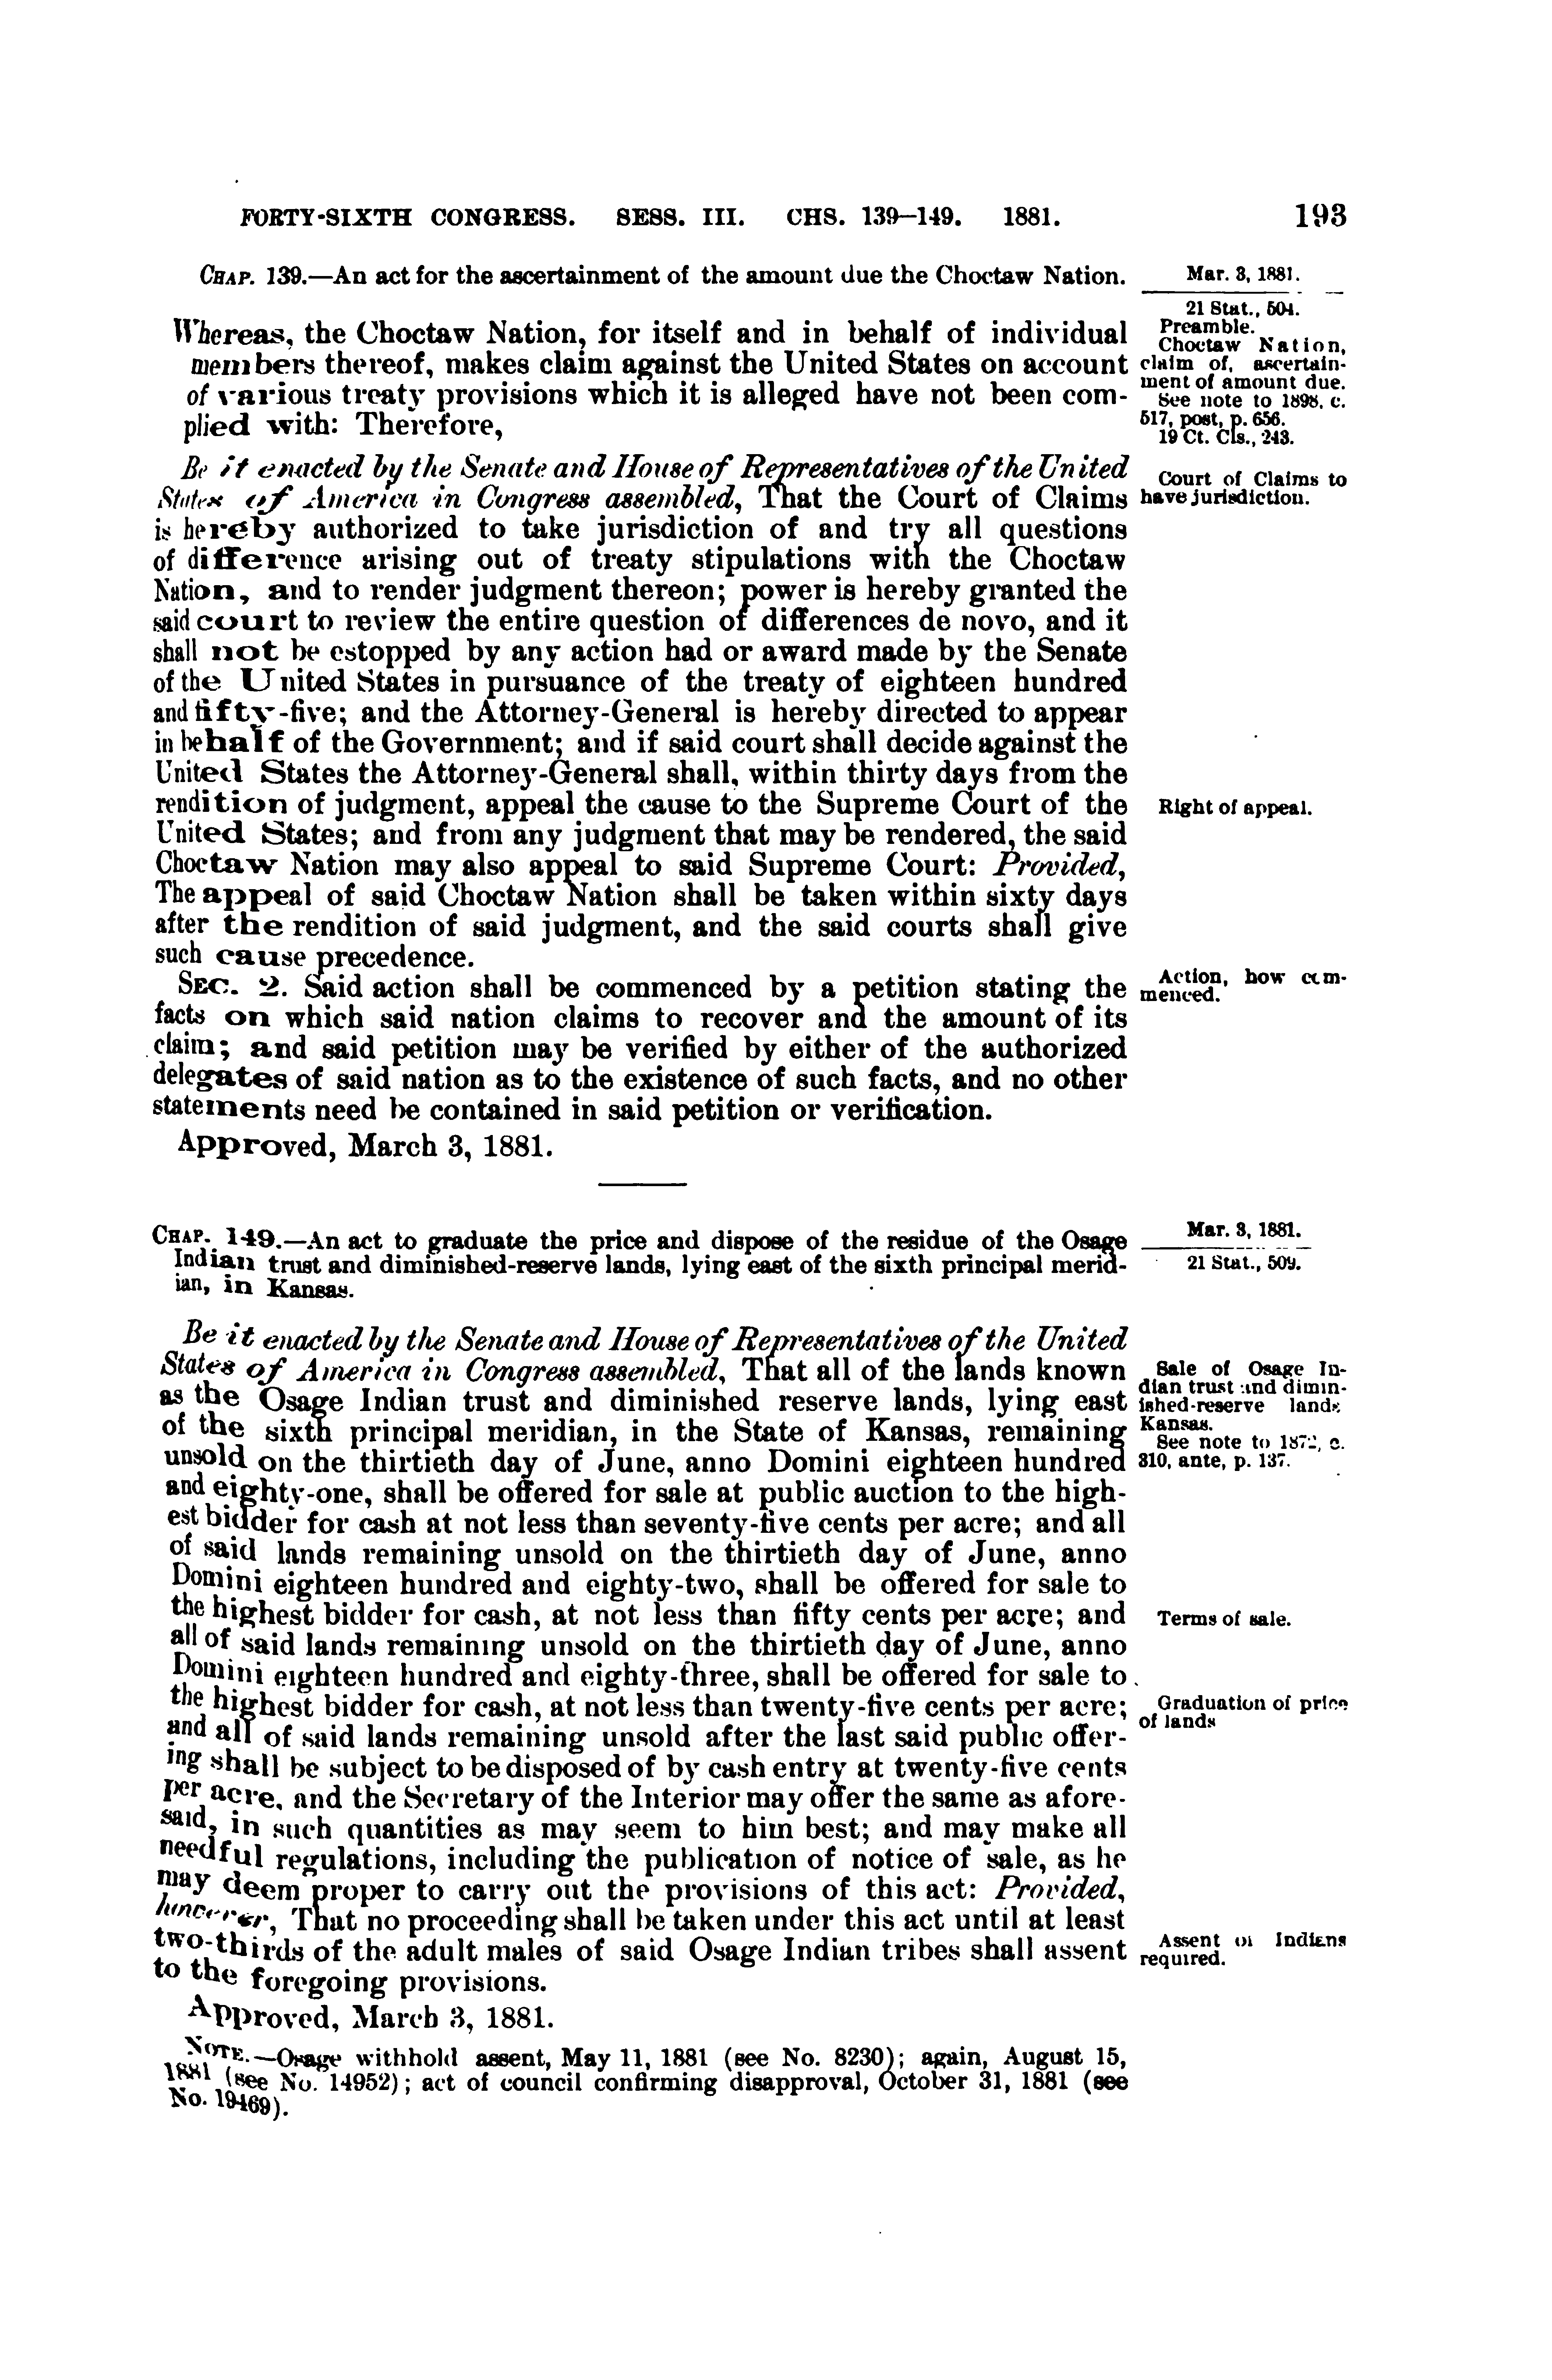 FORTY-SIXTH CONGRESS. SESS. III. CHS. 139–149. 1881. 193
CHAP. 139.—An act for the ascertainment of the amount due the Choctaw Nation.
Mar. 3, 1881.
21 Stat., 504.
Whereas, the Choctaw Nation, for itself and in behalf of individual
members thereof, makes claim against the United States on account
of various treaty provisions which it is alleged have not been com-
plied with: Therefore,
Preamble.
Choctaw Nation,
claim of, ascertain-
ment of amount due.
See note to 1898, c.
517, post, p. 656.
19 Ct. Cls., 243.
Be it enacted by the Senate and House of Representatives of the United
States of America in Congress assembled, That the Court of Claims
is hereby authorized to take jurisdiction of and try all questions
of difference arising out of treaty stipulations with the Choctaw
Nation, and to render judgment thereon; power is hereby granted the
said court to review the entire question of differences de novo, and it
shall not be estopped by any action had or award made by the Senate
of the United States in pursuance of the treaty of eighteen hundred
and fifty-five; and the Attorney-General is hereby directed to appear
in behalf of the Government; and if said court shall decide against the
United States the Attorney-General shall, within thirty days from the
rendition of judgment, appeal the cause to the Supreme Court of the
United States; and from any judgment that may be rendered, the said
Choctaw Nation may also appeal to said Supreme Court: Provided,
The appeal of said Choctaw Nation shall be taken within sixty days
after the rendition of said judgment, and the said courts shall give
such cause precedence.
Court of Claims to
have jurisdiction.
Right of appeal.
SEC. 2. Said action shall be commenced by a petition stating the
facts on which said nation claims to recover and the amount of its
claim; and said petition may be verified by either of the authorized
delegates of said nation as to the existence of such facts, and no other
statements need be contained in said petition or verification.
Action, how com-
menced.
Approved, March 3, 1881.
CHAP. 149.—An act to graduate the price and dispose of the residue of the Osage
Indian trust and diminished-reserve lands, lying east of the sixth principal merid-
ian, in Kansas.
Mar. 3, 1881.
21 Stat., 509.
Be it enacted by the Senate and House of Representatives of the United
States of America in Congress assembled, That all of the lands known
as the Osage Indian trust and diminished reserve lands, lying east
of the sixth principal meridian, in the State of Kansas, remaining
unsold on the thirtieth day of June, anno Domini eighteen hundred
and eighty-one, shall be offered for sale at public auction to the high-
est bidder for cash at not less than seventy-five cents per acre; and all
of said lands remaining unsold on the thirtieth day of June, anno
Domini eighteen hundred and eighty-two, shall be offered for sale to
the highest bidder for cash, at not less than fifty cents per acre; and
all of said lands remaining unsold on the thirtieth day of June, anno
Domini eighteen hundred and eighty-three, shall be offered for sale to
the highest bidder for cash, at not less than twenty-five cents per acre;
and all of said lands remaining unsold after the last said public offer-
ing shall be subject to be disposed of by cash entry at twenty-five cents
per acre, and the Secretary of the Interior may offer the same as afore-
said, in such quantities as may seem to him best; and may make all
needful regulations, including the publication of notice of sale, as he
may deem proper to carry out the provisions of this act: Provided,
however, That no proceeding shall be taken under this act until at least
two-thirds of the adult males of said Osage Indian tribes shall assent
to the foregoing provisions.
Sale of Osage In-
dian trust and dimin-
ished-reserve lands:
Kansas.
See note to 1872, c.
310, ante, p. 137.
Terms of sale.
Graduation of price
of lands
Assent of Indians
required.
Approved, March 3, 1881.
NOTE.—Osage withhold assent, May 11, 1881 (see No. 8230); again, August 15,
1881 (see No. 14952); act of council confirming disapproval, October 31, 1881 (see
No. 19469).